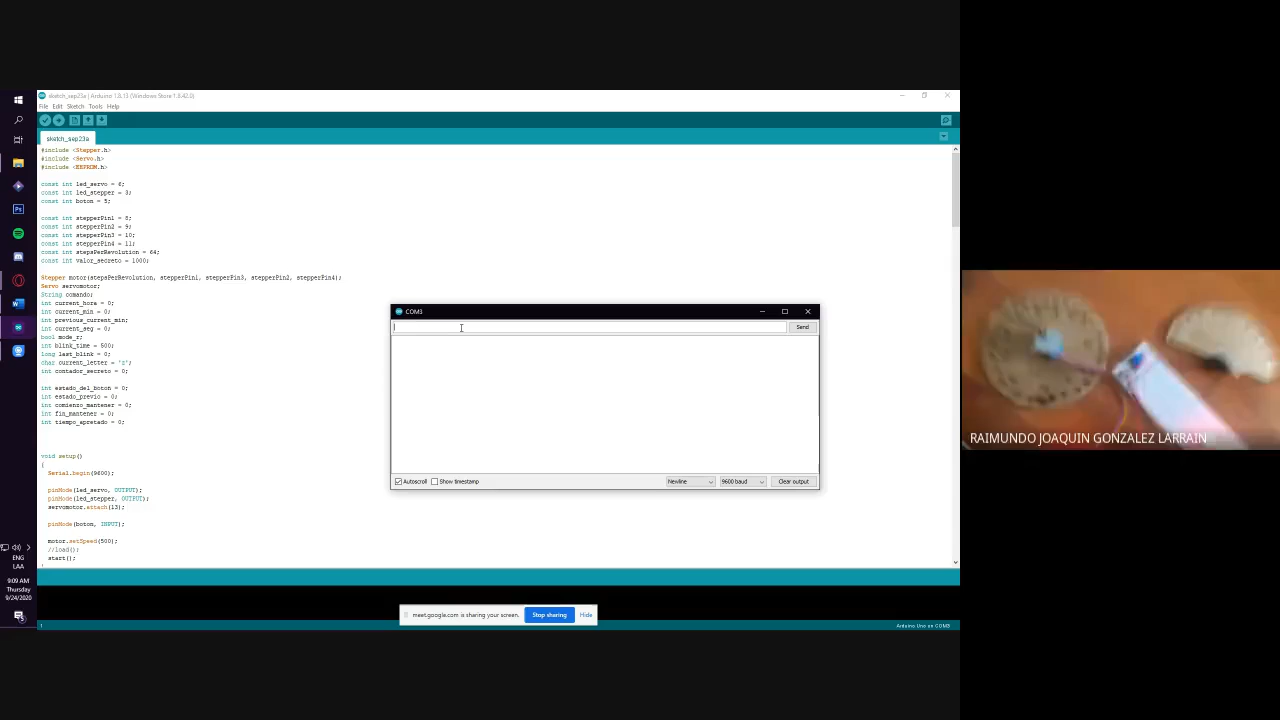 sketch_sep23a | Arduino 1.8.13 (Windows Store 1.8.42.0)
File Edit Sketch Tools Help
sketch_sep23a
#include <Stepper.h>
#include <Servo.h>
#include <EEPROM.h>
const int led_servo = 6;
const int led_stepper = 3;
const int boton = 5;
const int stepperPin1 = 8;
const int stepperPin2 = 9;
const int stepperPin3 = 10;
const int stepperPin4 = 11;
const int stepsPerRevolution = 64;
const int valor_secreto = 1000;
Stepper motor(stepsPerRevolution, stepperPin1, stepperPin3, stepperPin2, stepperPin4);
Servo servomotor;
String comando;
int current_hora = 0;
int current_min = 0;
int previous_current_min;
int current_seg = 0;
bool mode_r;
int blink_time = 500;
long last_blink = 0;
char current_letter = 'z';
int contador_secreto = 0;
int estado_del_boton = 0;
int estado_previo = 0;
int comienzo_mantener = 0;
int fin_mantener = 0;
int tiempo_apretado = 0;
void setup()
{
Serial.begin(9600);
pinMode(led_servo, OUTPUT);
pinMode(led_stepper, OUTPUT);
servomotor.attach(13);
pinMode(boton, INPUT);
motor.setSpeed(500);
//load();
start();
COM3
Send
Autoscroll Show timestamp
Newline
9600 baud
Clear output
RAIMUNDO JOAQUIN GONZALEZ LARRAIN
ENG
LAA
9:09 AM
Thursday
9/24/2020
meet.google.com is sharing your screen.
Stop sharing
Hide
1
Arduino Uno on COM3